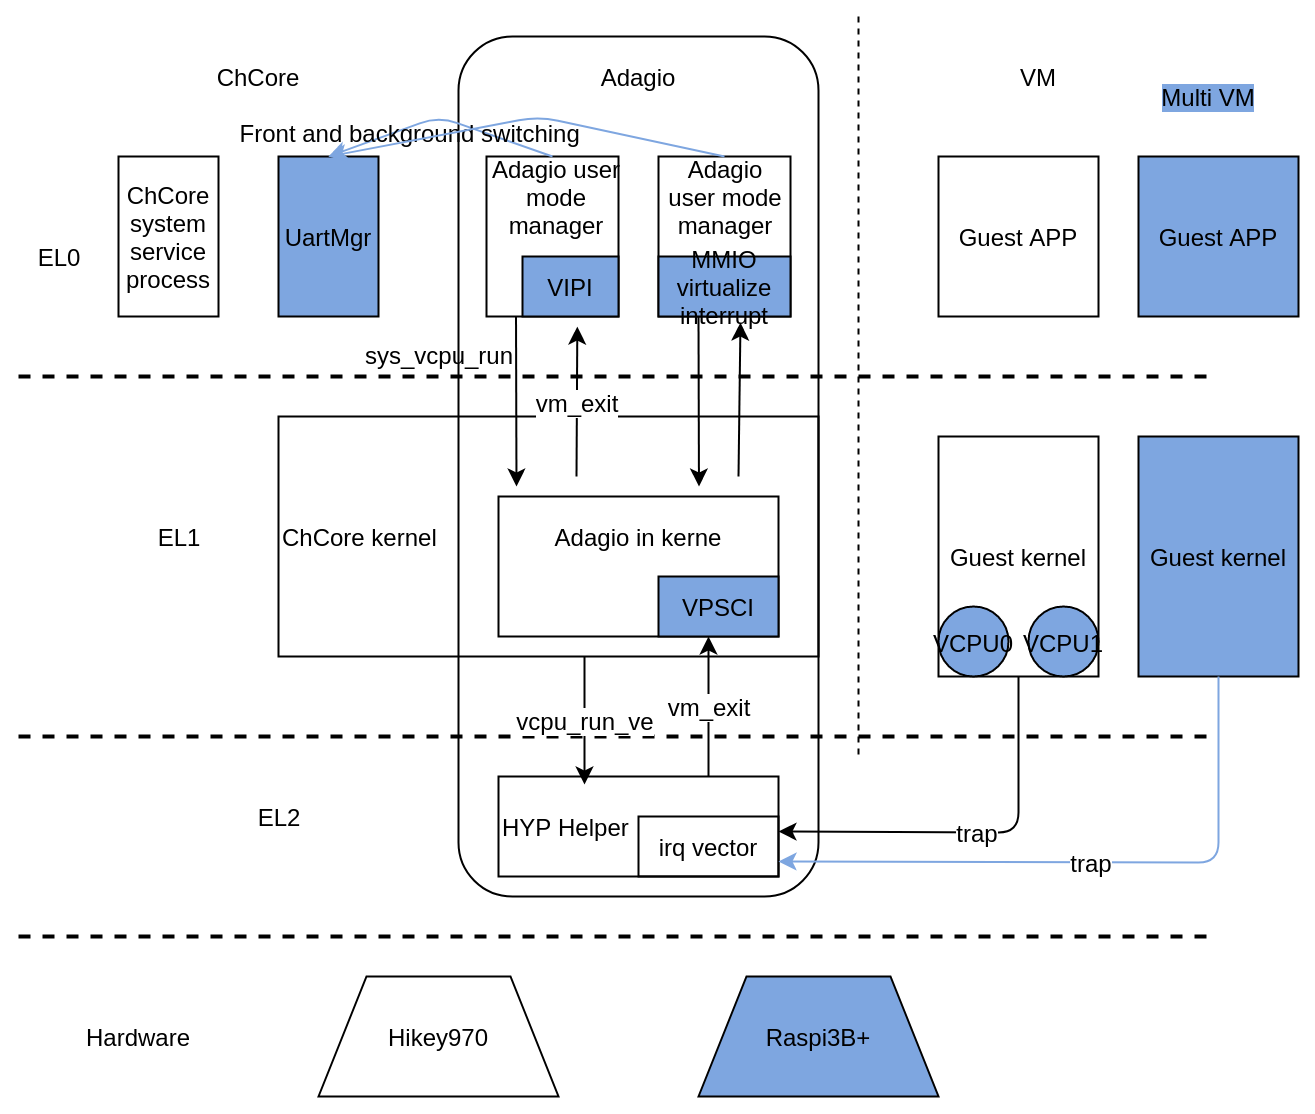 ChCore
Adagio
VM
Multi VM
Front and background switching
ChCore
system
service
process
UartMgr
Adagio user
mode
manager
VIPI
Adagio
user mode
manager
MMIO
virtualize
interrupt
Guest APP
Guest APP
EL0
sys_vcpu_run
vm_exit
EL1
ChCore kernel
Adagio in kerne
VPSCI
Guest kernel
VCPU0
VCPU1
Guest kernel
vcpu_run_ve
vm_exit
EL2
HYP Helper
irq vector
trap
trap
Hardware
Hikey970
Raspi3B+